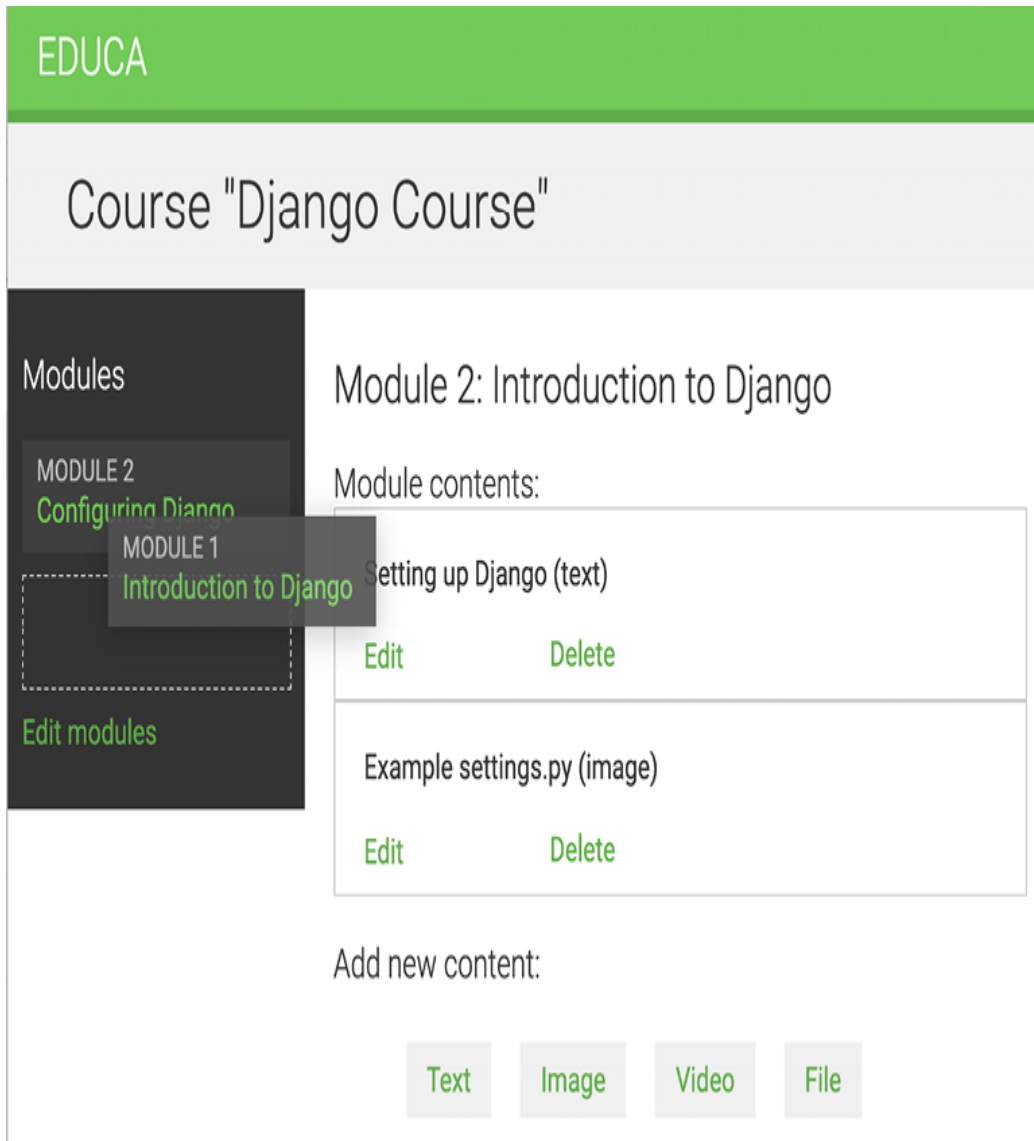 EDUCA
Course "Django Course"
Modules
MODULE 2
Configuring Django
MODULE 1
Introduction to Django
Edit modules
Module 2: Introduction to Django
Module contents:
Setting up Django (text)
Edit Delete
Example settings.py (image)
Edit Delete
Add new content:
Text Image Video File